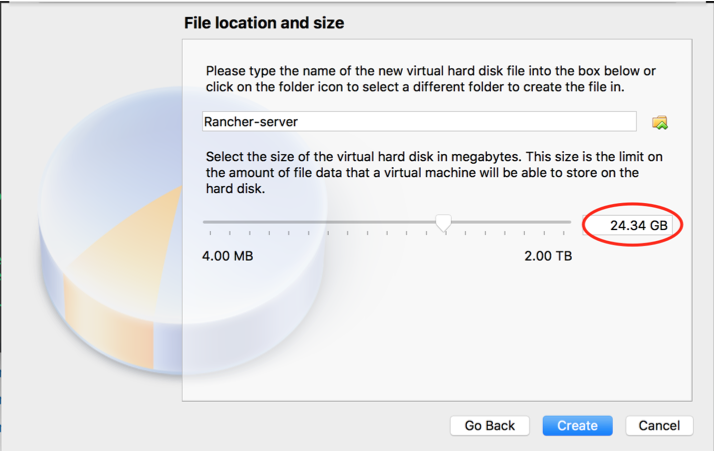 File location and size
Please type the name of the new virtual hard disk file into the box below or
click on the folder icon to select a different folder to create the file in.
Rancher-server
Select the size of the virtual hard disk in megabytes. This size is the limit on
the amount of file data that a virtual machine will be able to store on the
hard disk.
24.34 GB
4.00 MB 2.00 TB
Go Back Create Cancel